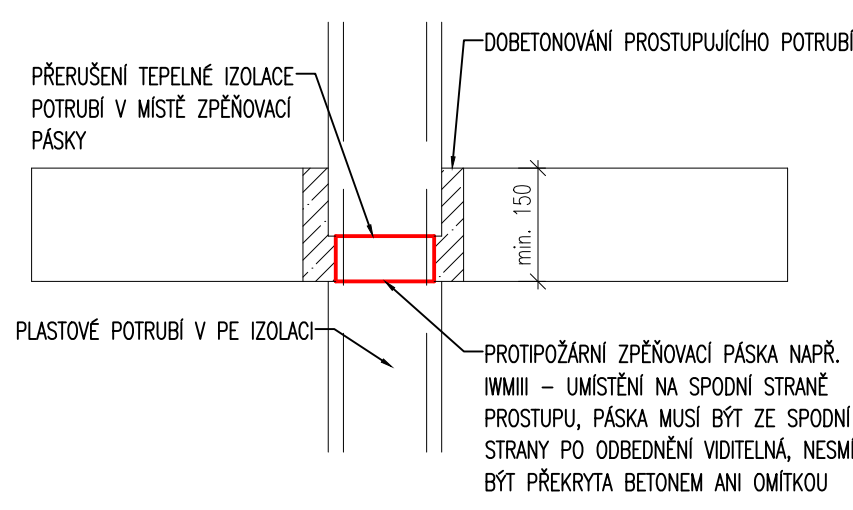 DOBETONOVÁNÍ PROSTUPUJÍCÍHO POTRUBÍ
PŘERUŠENÍ TEPELNÉ IZOLACE
POTRUBÍ V MÍSTĚ ZPĚŇOVACÍ
PÁSKY
min. 150
PLASTOVÉ POTRUBÍ V PE IZOLACI
PROTIPOŽÁRNÍ ZPĚŇOVACÍ PÁSKA NAPŘ.
IWMIII – UMÍSTĚNÍ NA SPODNÍ STRANĚ
PROSTUPU, PÁSKA MUSÍ BÝT ZE SPODNÍ
STRANY PO ODBEDNĚNÍ VIDITELNÁ, NESMÍ
BÝT PŘEKRYTA BETONEM ANI OMÍTKOU